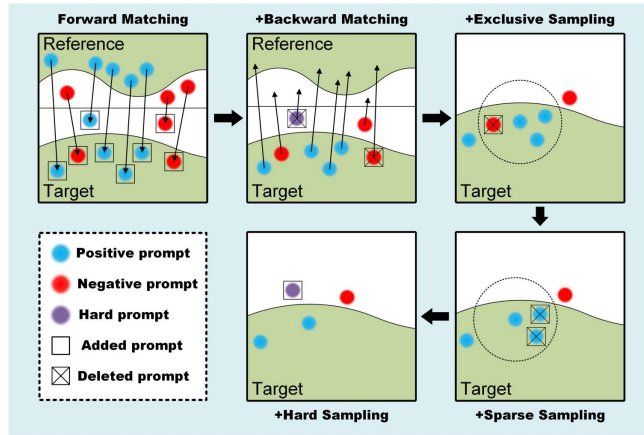 Forward Matching
+Backward Matching
+Exclusive Sampling
Reference
Target
Reference
Target
Target
Positive prompt
Negative prompt
Hard prompt
Added prompt
Deleted prompt
Target
+Hard Sampling
Target
+Sparse Sampling